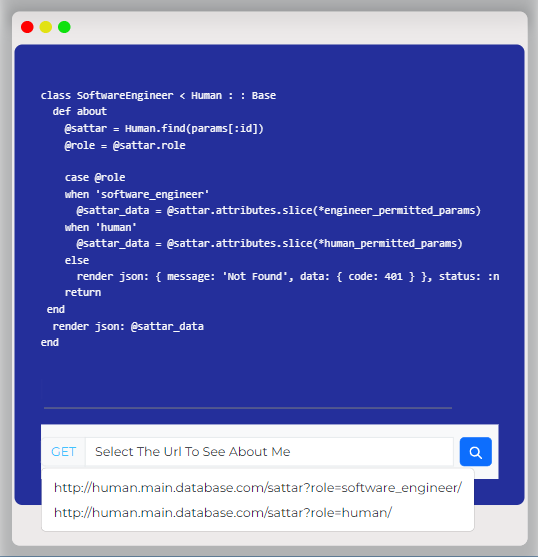 class SoftwareEngineer < Human : : Base
def about
@sattar = Human.find(params[:id])
@role = @sattar.role
case @role
when 'software_engineer'
@sattar_data = @sattar.attributes.slice(*engineer_permitted_params)
when 'human'
@sattar_data = @sattar.attributes.slice(*human_permitted_params)
else
render json: { message: 'Not Found', data: { code: 401 } }, status: :n
return
end
render json: @sattar_data
end
GET Select The Url To See About Me
http://human.main.database.com/sattar?role=software_engineer/
http://human.main.database.com/sattar?role=human/